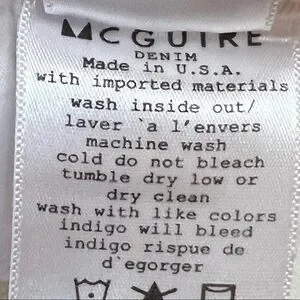 MCGUIRE
DENIM
Made in U.S.A.
with imported materials
wash inside out/
laver `a l'envers
machine wash
cold do not bleach
tumble dry low or
dry clean
wash with like colors
indigo will bleed
indigo rispue de
d`egorger